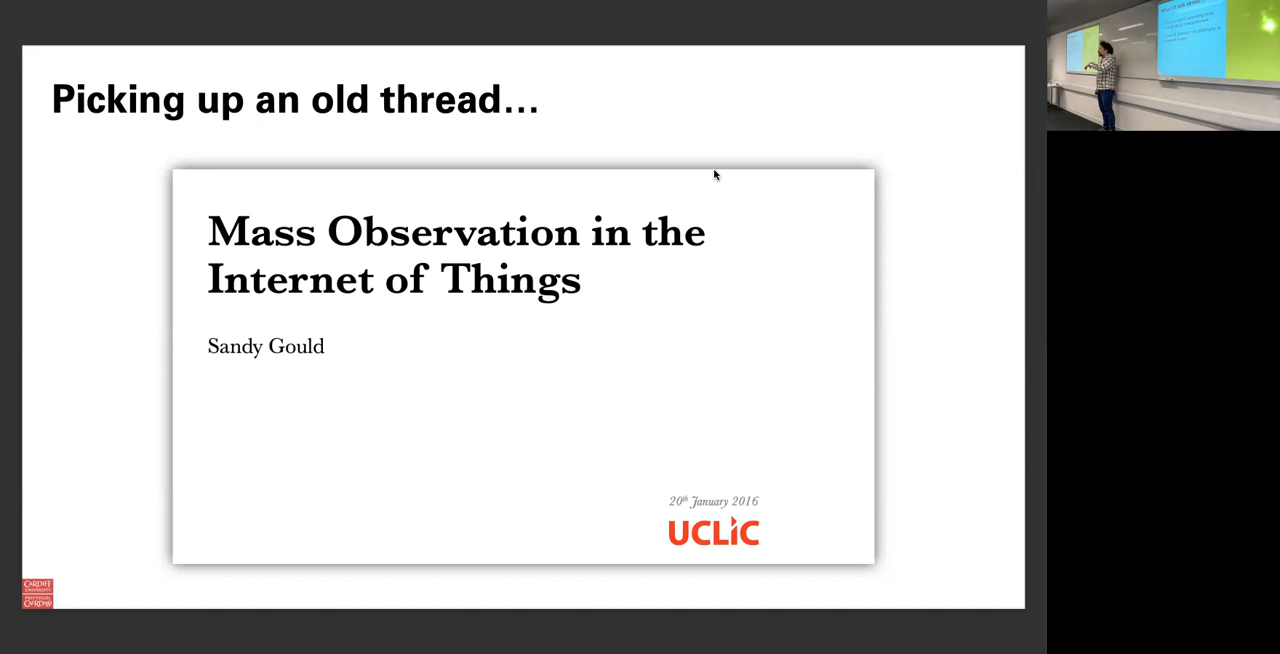 Picking up an old thread…
Mass Observation in the
Internet of Things
Sandy Gould
20th January 2016
UCLIC
CARDIFF
UNIVERSITY
PRIFYSGOL
CAERDYDD